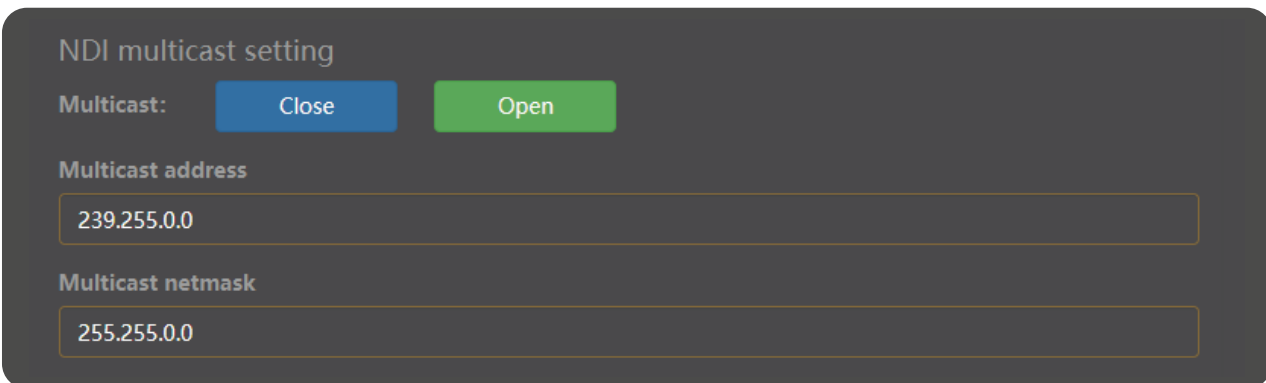 NDI multicast setting
Multicast: Close Open
Multicast address
239.255.0.0
Multicast netmask
255.255.0.0